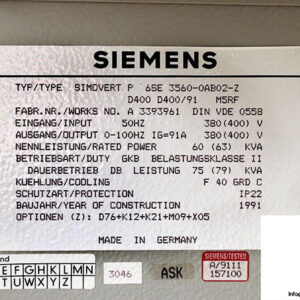 SIEMENS
TYP/TYPE SIMOVERT P 6SE 3560-0AB02-Z
D400 D400/91 M5RF
FABR.NR./WORKS NO. A 3393961 DIN VDE 0558
EINGANG/INPUT 50HZ 380(400) V
AUSGANG/OUTPUT 0-100HZ IG=91A 380(400) V
NENNLEISTUNG/RATED POWER 60 (63) KVA
BETRIEBSART/DUTY GKB BELASTUNGSKLASSE II
DAUERBETRIEB DB LEISTUNG 75 (79) KVA
KUEHLUNG/COOLING F 40 GRD C
SCHUTZART/PROTECTION IP22
BAUJAHR/YEAR OF CONSTRUCTION 1991
OPTIONEN (Z): D76+K12+K21+M09+X05
MADE IN GERMANY
nd
EFGHKLMN
TUVWXYZ
3046
ASK
SIEMENS TESTED
A/9111
157100